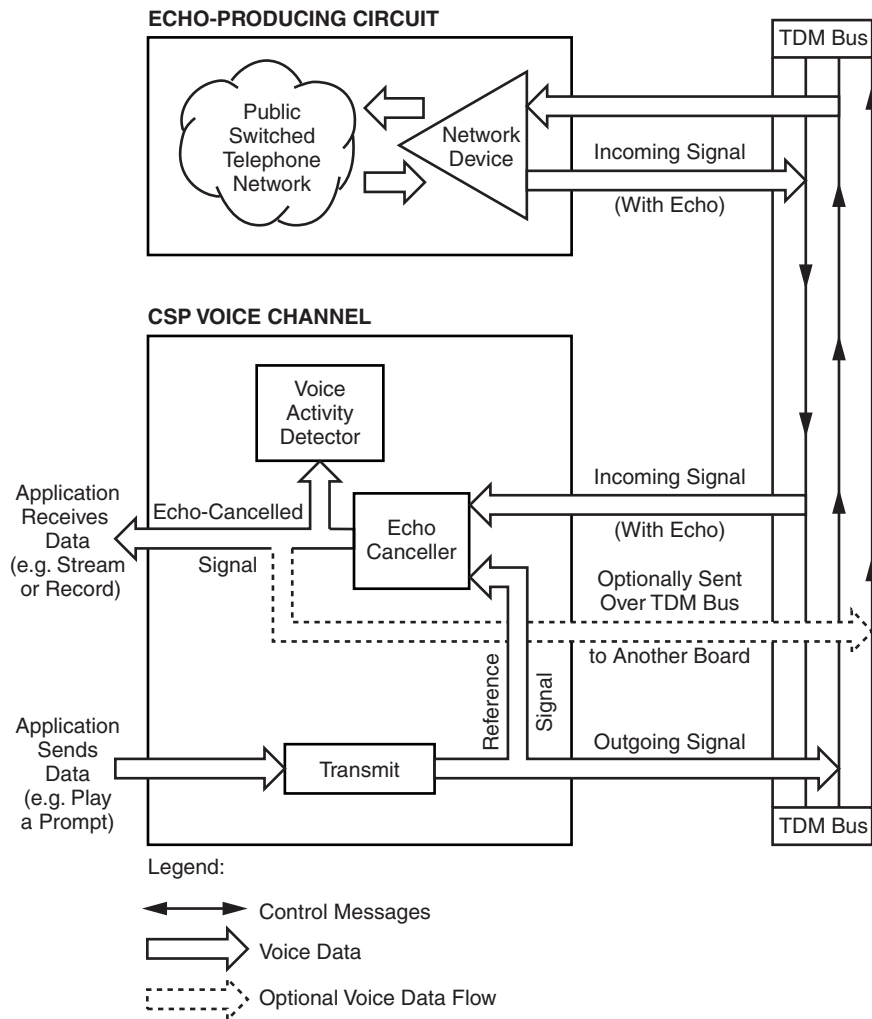 ECHO-PRODUCING CIRCUIT
TDM Bus
Public
Switched
Telephone
Network
Network
Device
Incoming Signal
(With Echo)
CSP VOICE CHANNEL
Voice
Activity
Detector
Application
Receives
Data
(e.g. Stream
or Record)
Echo-Cancelled
Signal
Echo
Canceller
Incoming Signal
(With Echo)
Optionally Sent
Over TDM Bus
to Another Board
Reference
Signal
Application
Sends
Data
(e.g. Play
a Prompt)
Transmit
Outgoing Signal
TDM Bus
Legend:
Control Messages
Voice Data
Optional Voice Data Flow